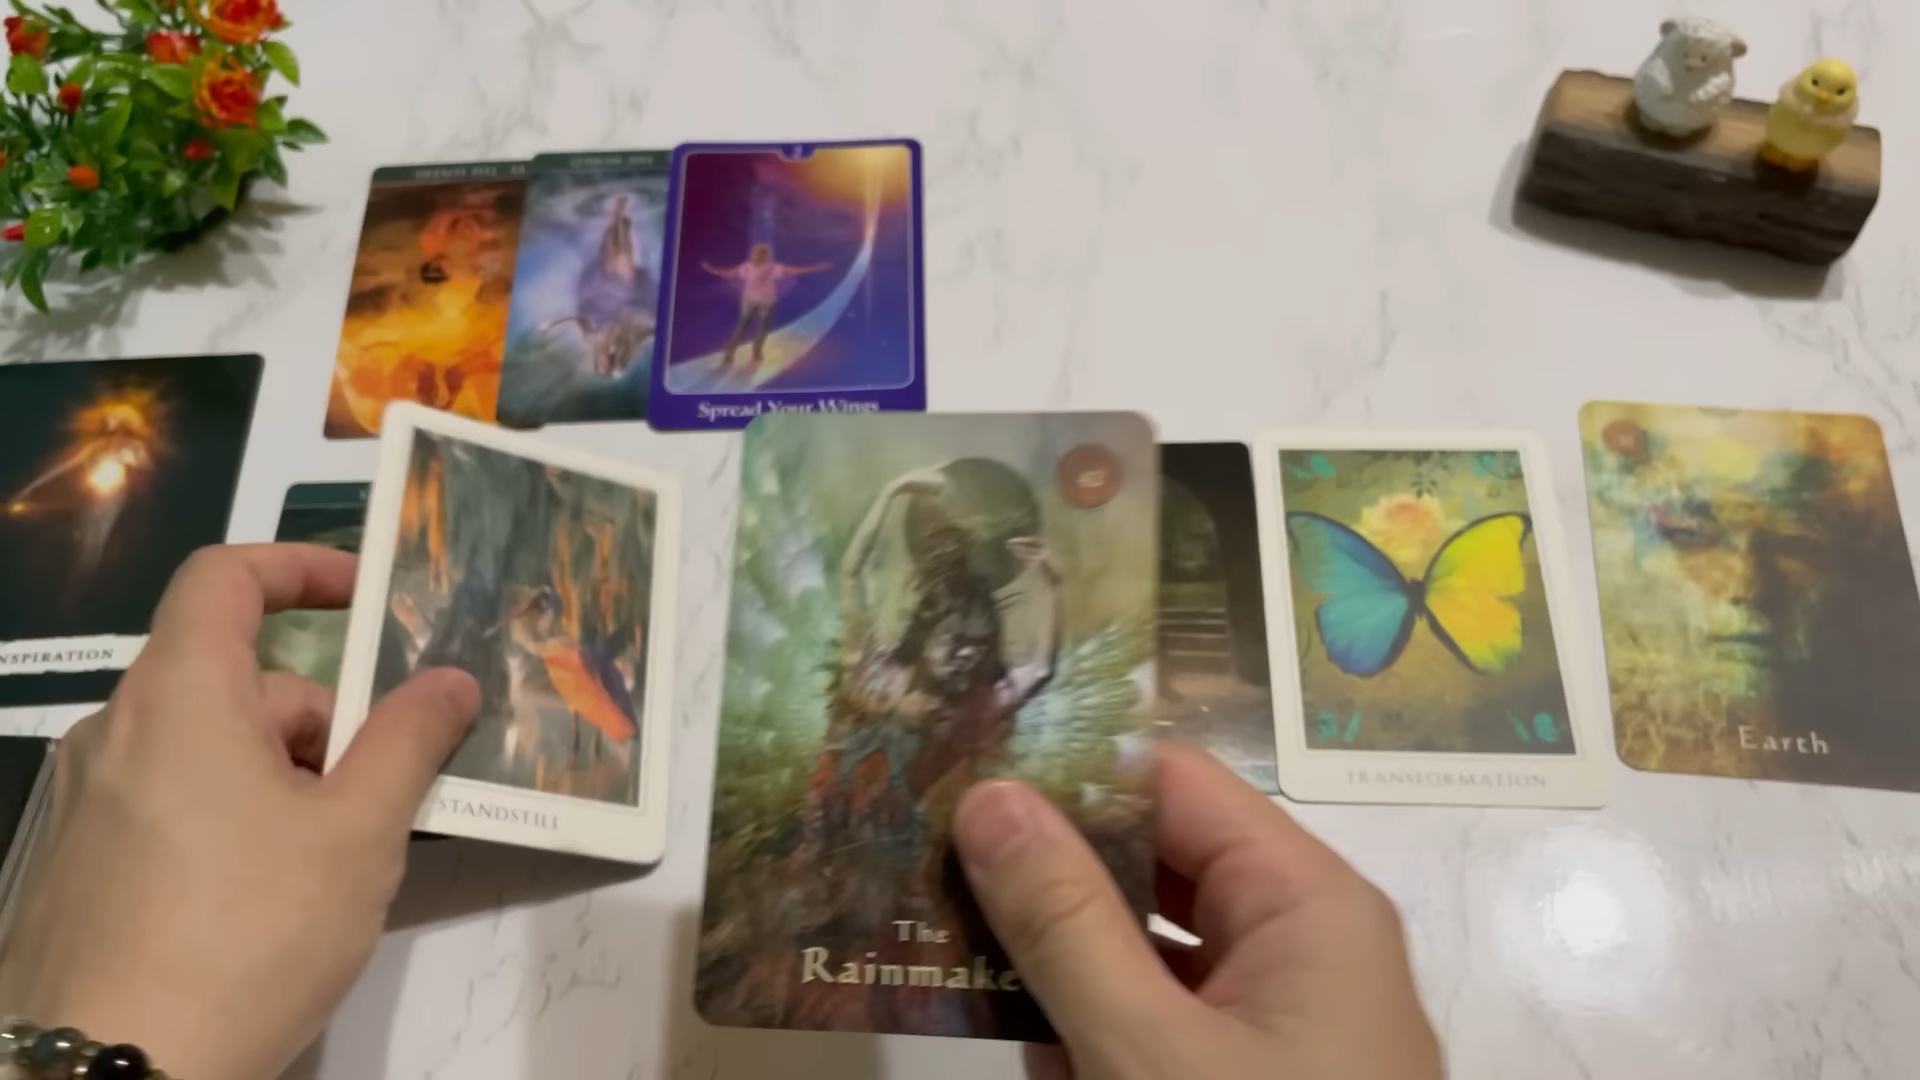 Spread Your Wings
NSPIRATION
STANDSTILL
The
Rainmake
TRANSFORMATION
Earth